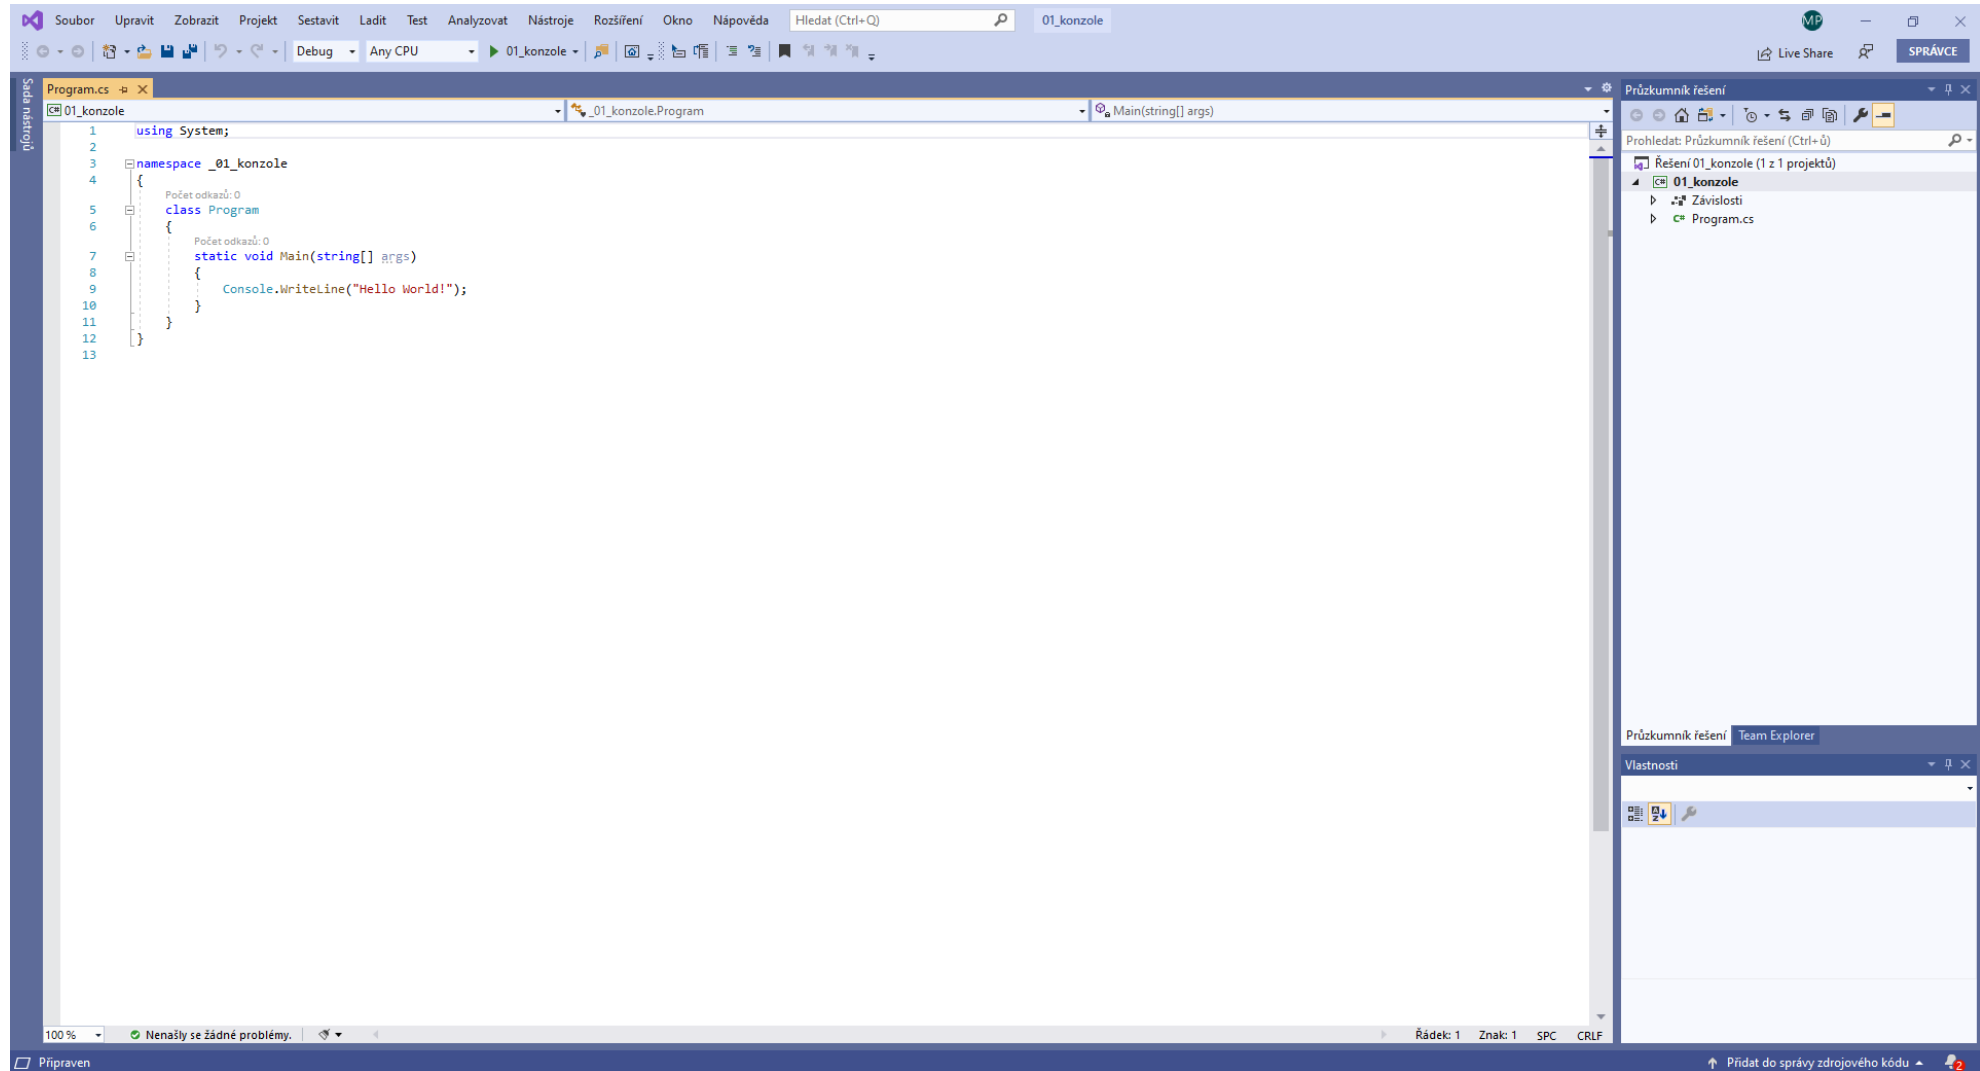 Soubor Upravit Zobrazit Projekt Sestavit Ladit Test Analyzovat Nástroje Rozšíření Okno Nápověda Hledat (Ctrl+Q) 01_konzole MP
Debug Any CPU 01_konzole Live Share SPRÁVCE
Sada nástrojů
Program.cs
01_konzole _01_konzole.Program Main(string[] args)
1 using System;
2
3 namespace _01_konzole
4 {
Počet odkazů: 0
5 class Program
6 {
Počet odkazů: 0
7 static void Main(string[] args)
8 {
9 Console.WriteLine("Hello World!");
10 }
11 }
12 }
13
100 % Nenašly se žádné problémy. Řádek: 1 Znak: 1 SPC CRLF
Průzkumník řešení
Prohledat: Průzkumník řešení (Ctrl+ů)
Řešení 01_konzole (1 z 1 projektů)
C# 01_konzole
Závislosti
C# Program.cs
Průzkumník řešení Team Explorer
Vlastnosti
Připraven Přidat do správy zdrojového kódu 2